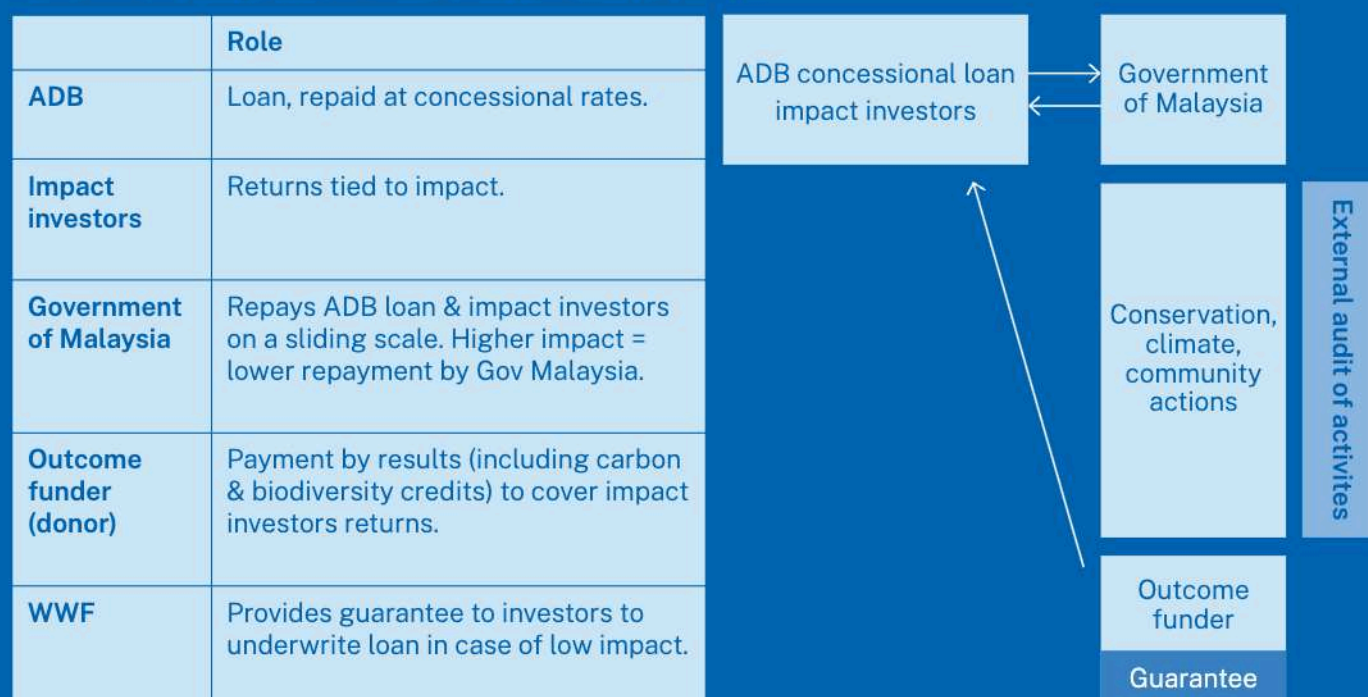 Role
ADB
Loan, repaid at concessional rates.
Impact
investors
Returns tied to impact.
Government
of Malaysia
Repays ADB loan & impact investors
on a sliding scale. Higher impact =
lower repayment by Gov Malaysia.
Outcome
funder
(donor)
Payment by results (including carbon
& biodiversity credits) to cover impact
investors returns.
WWF
Provides guarantee to investors to
underwrite loan in case of low impact.
ADB concessional loan
impact investors
Government
of Malaysia
Conservation,
climate,
community
actions
External audit of activites
Outcome
funder
Guarantee